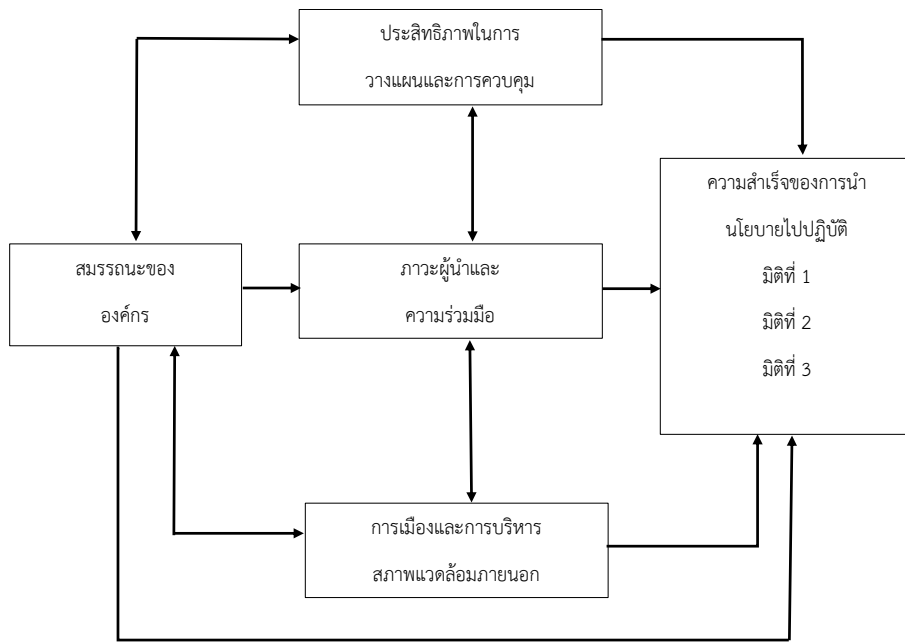 ประสิทธิภาพในการ
วางแผนและการควบคุม
ความสำเร็จของการนำ
นโยบายไปปฏิบัติ
มิติที่ 1
มิติที่ 2
มิติที่ 3
สมรรถนะของ
องค์กร
ภาวะผู้นำและ
ความร่วมมือ
การเมืองและการบริหาร
สภาพแวดล้อมภายนอก